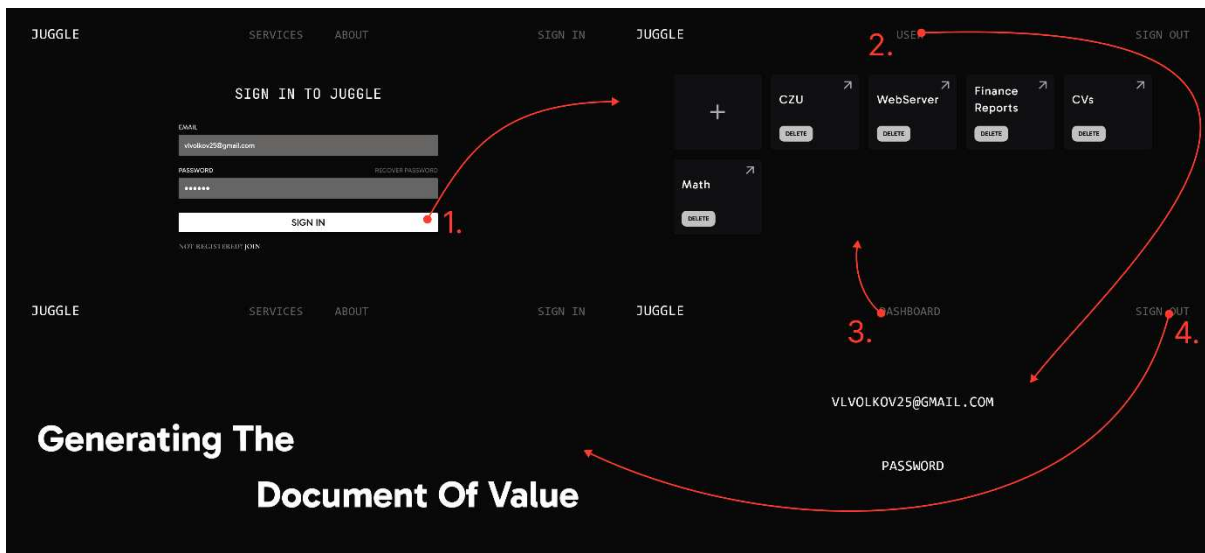 JUGGLE SERVICES ABOUT SIGN IN
SIGN IN TO JUGGLE
EMAIL
vlvolkov25@gmail.com
PASSWORD RECOVER PASSWORD
••••••
SIGN IN
1.
NOT REGISTERED? JOIN
JUGGLE USER SIGN OUT
2.
+
CZU
DELETE
WebServer
DELETE
Finance
Reports
DELETE
CVs
DELETE
Math
DELETE
JUGGLE SERVICES ABOUT SIGN IN
Generating The
Document Of Value
JUGGLE DASHBOARD SIGN OUT
3.
4.
VLVOLKOV25@GMAIL.COM
PASSWORD